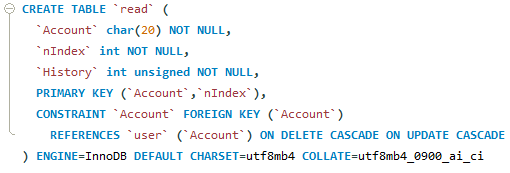 CREATE TABLE `read` (
`Account` char(20) NOT NULL,
`nIndex` int NOT NULL,
`History` int unsigned NOT NULL,
PRIMARY KEY (`Account`,`nIndex`),
CONSTRAINT `Account` FOREIGN KEY (`Account`)
REFERENCES `user` (`Account`) ON DELETE CASCADE ON UPDATE CASCADE
) ENGINE=InnoDB DEFAULT CHARSET=utf8mb4 COLLATE=utf8mb4_0900_ai_ci